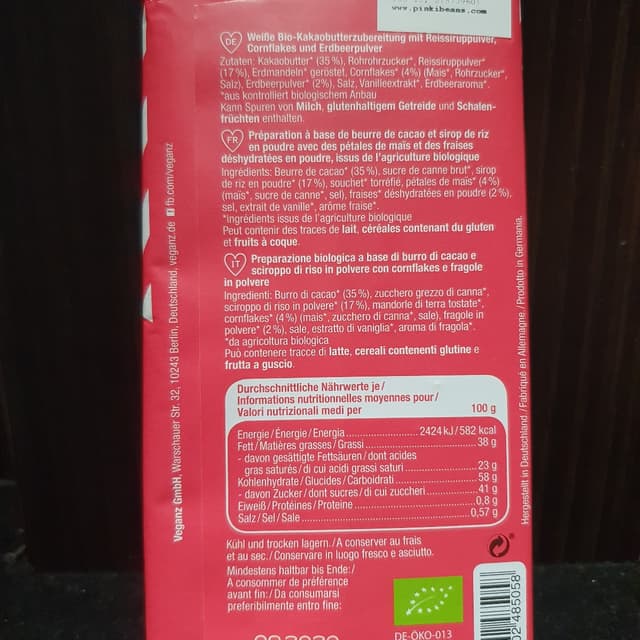 www.pinkibeans.com
DE
Weiße Bio-Kakaobutterzubereitung mit Reissiruppulver,
Cornflakes und Erdbeerpulver
Zutaten: Kakaobutter* (35%), Rohrohrzucker*, Reissiruppulver*
(17%), Erdmandeln* geröstet, Cornflakes* (4%) (Mais*, Rohrzucker*,
Salz), Erdbeerpulver* (2%), Salz, Vanilleextrakt*, Erdbeeraroma*.
*aus kontrolliert biologischem Anbau
Kann Spuren von Milch, glutenhaltigem Getreide und Schalen-
früchten enthalten.
FR
Préparation à base de beurre de cacao et sirop de riz
en poudre avec des pétales de maïs et des fraises
déshydratées en poudre, issus de l'agriculture biologique
Ingrédients: Beurre de cacao* (35%), sucre de canne brut*, sirop
de riz en poudre* (17%), souchet* torréfié, pétales de maïs* (4%)
(maïs*, sucre de canne*, sel), fraises* déshydratées en poudre (2%),
sel, extrait de vanille*, arôme fraise*.
*Ingrédients issus de l'agriculture biologique
Peut contenir des traces de lait, céréales contenant du gluten
et fruits à coque.
IT
Preparazione biologica a base di burro di cacao e
sciroppo di riso in polvere con cornflakes e fragole
in polvere
Ingredienti: Burro di cacao* (35%), zucchero grezzo di canna*,
sciroppo di riso in polvere* (17%), mandorle di terra tostate*,
cornflakes* (4%) (mais*, zucchero di canna*, sale), fragole in
polvere* (2%), sale, estratto di vaniglia*, aroma di fragola*.
*da agricoltura biologica
Può contenere tracce di latte, cereali contenenti glutine e
frutta a guscio.
Durchschnittliche Nährwerte je /
Informations nutritionnelles moyennes pour /
Valori nutrizionali medi per 100 g
Energie / Énergie / Energia 2424 kJ / 582 kcal
Fett / Matières grasses / Grassi 38 g
- davon gesättigte Fettsäuren / dont acides
gras saturés / di cui acidi grassi saturi 23 g
Kohlenhydrate / Glucides / Carboidrati 58 g
- davon Zucker / dont sucres / di cui zuccheri 41 g
Eiweiß / Protéines / Proteine 0,8 g
Salz / Sel / Sale 0,57 g
Kühl und trocken lagern. / A conserver au frais
et au sec. / Conservare in luogo fresco e asciutto.
Mindestens haltbar bis Ende: /
A consommer de préférence
avant fin: / Da consumarsi
preferibilmente entro fine:
DE-ÖKO-013
02 485058
Veganz GmbH, Warschauer Str. 32, 10243 Berlin, Deutschland, veganz.de fb.com/veganz
Hergestellt in Deutschland / Fabriqué en Allemagne / Prodotto in Germania.